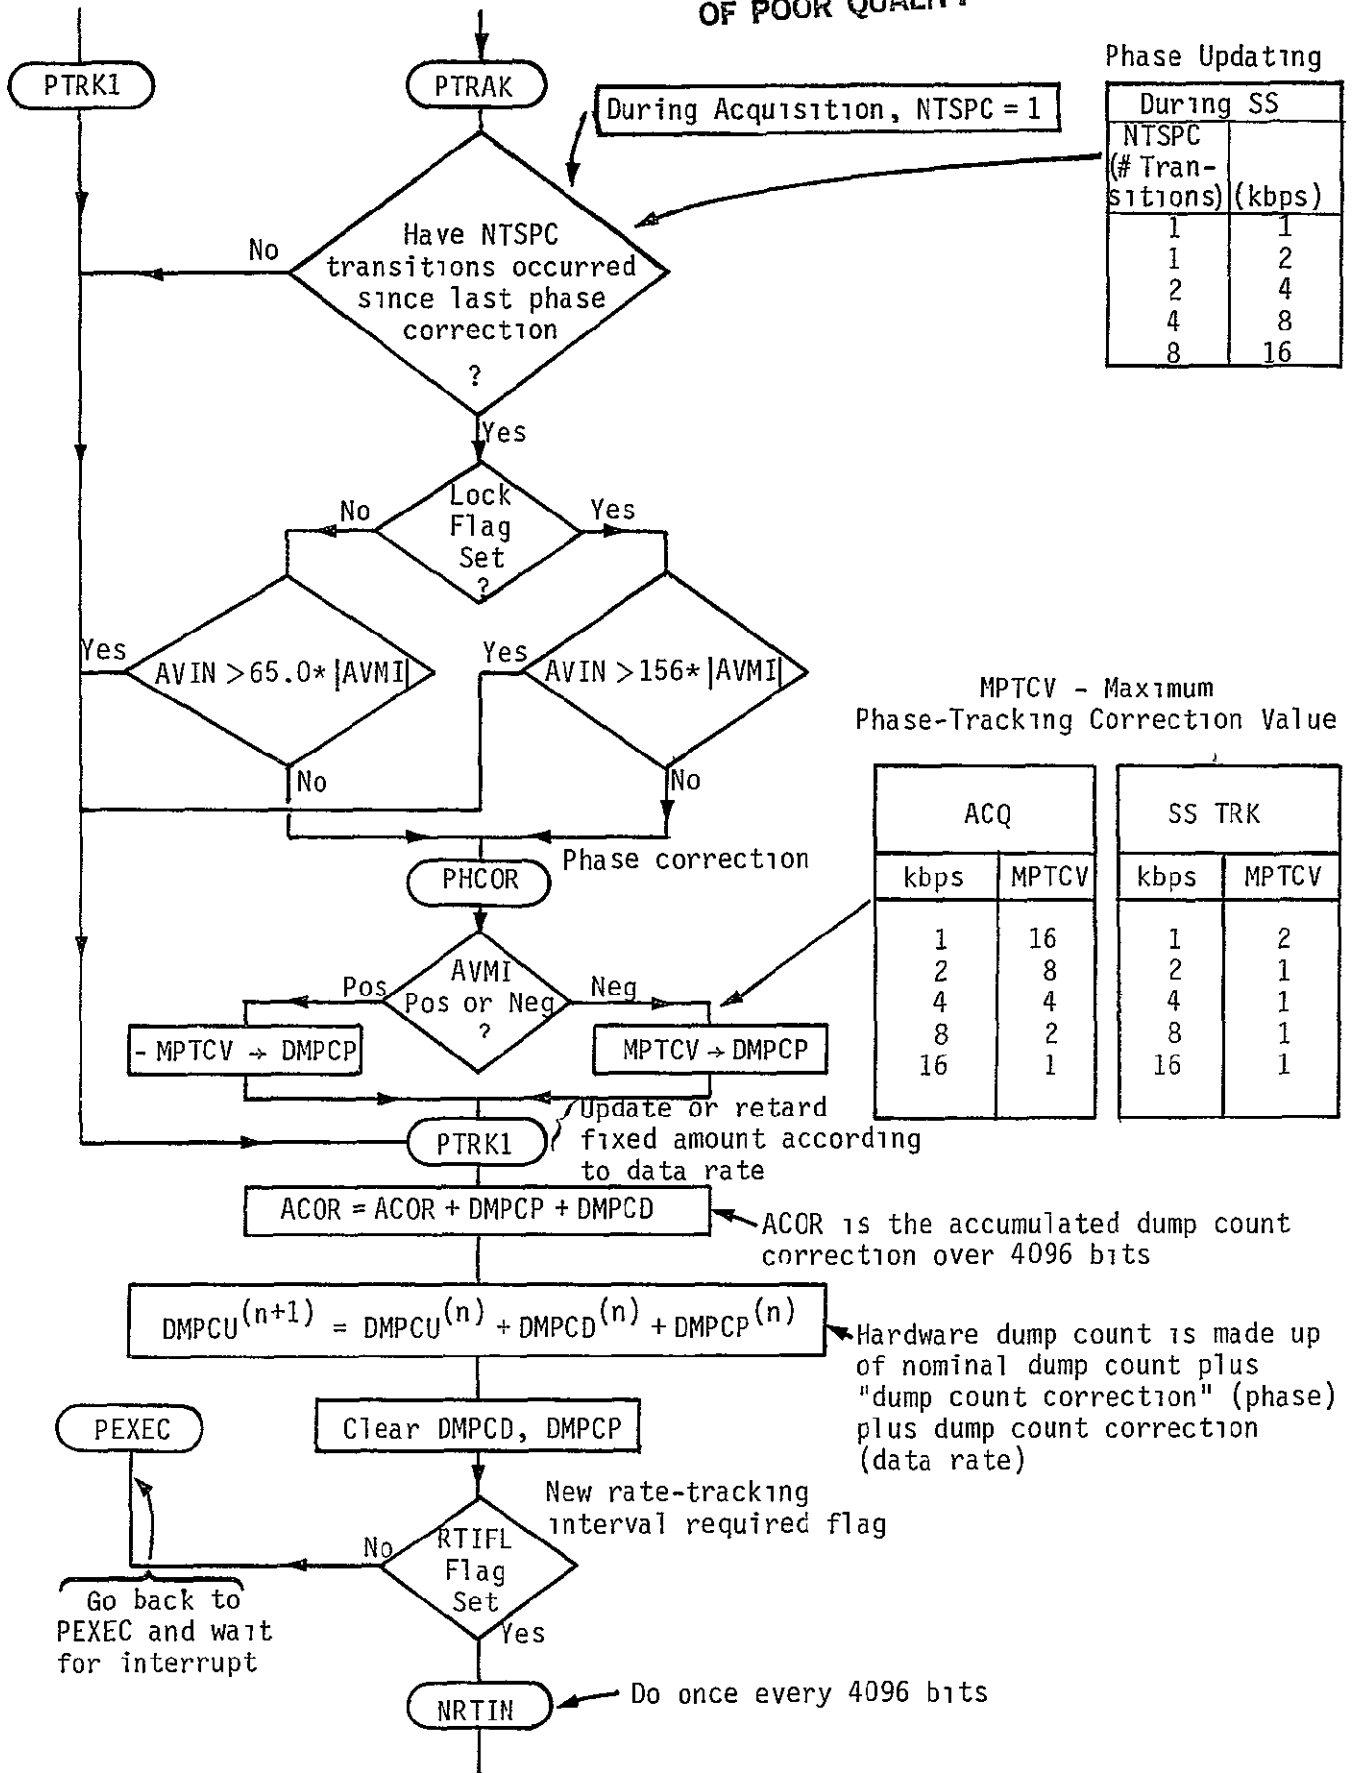 OF POOR QUALITY
PTRK1
PTRAK
During Acquisition, NTSPC = 1
Phase Updating
During SS
NTSPC
(# Tran-
sitions) (kbps)
1 1
1 2
2 4
4 8
8 16
Have NTSPC
transitions occurred
since last phase
correction
?
No
Yes
Lock
Flag
Set
?
No
Yes
Yes
AVIN > 65.0* |AVMI|
No
Yes
AVIN > 156* |AVMI|
No
MPTCV - Maximum
Phase-Tracking Correction Value
ACQ
kbps MPTCV
1 16
2 8
4 4
8 2
16 1
SS TRK
kbps MPTCV
1 2
2 1
4 1
8 1
16 1
Phase correction
PHCOR
AVMI
Pos or Neg
?
Pos
Neg
- MPTCV → DMPCP
MPTCV → DMPCP
Update or retard
fixed amount according
to data rate
PTRK1
ACOR = ACOR + DMPCP + DMPCD
ACOR is the accumulated dump count
correction over 4096 bits
DMPCU(n+1) = DMPCU(n) + DMPCD(n) + DMPCP(n)
Hardware dump count is made up
of nominal dump count plus
"dump count correction" (phase)
plus dump count correction
(data rate)
Clear DMPCD, DMPCP
PEXEC
New rate-tracking
interval required flag
RTIFL
Flag
Set
No
Yes
Go back to
PEXEC and wait
for interrupt
NRTIN
Do once every 4096 bits